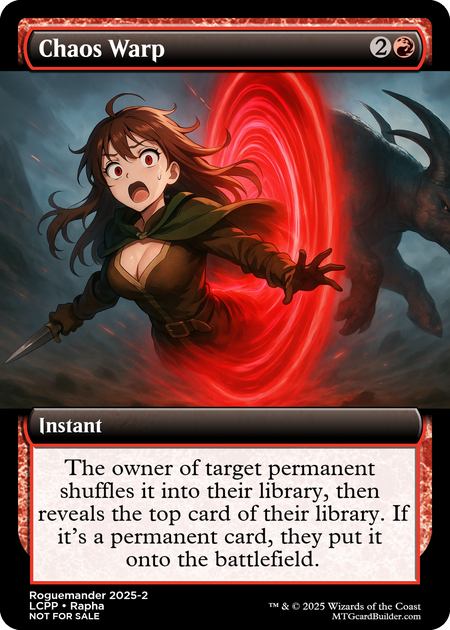 Chaos Warp 2
Instant
The owner of target permanent
shuffles it into their library, then
reveals the top card of their library. If
it's a permanent card, they put it
onto the battlefield.
Roguemander 2025-2
LCPP • Rapha
NOT FOR SALE
™ & © 2025 Wizards of the Coast
MTGcardBuilder.com